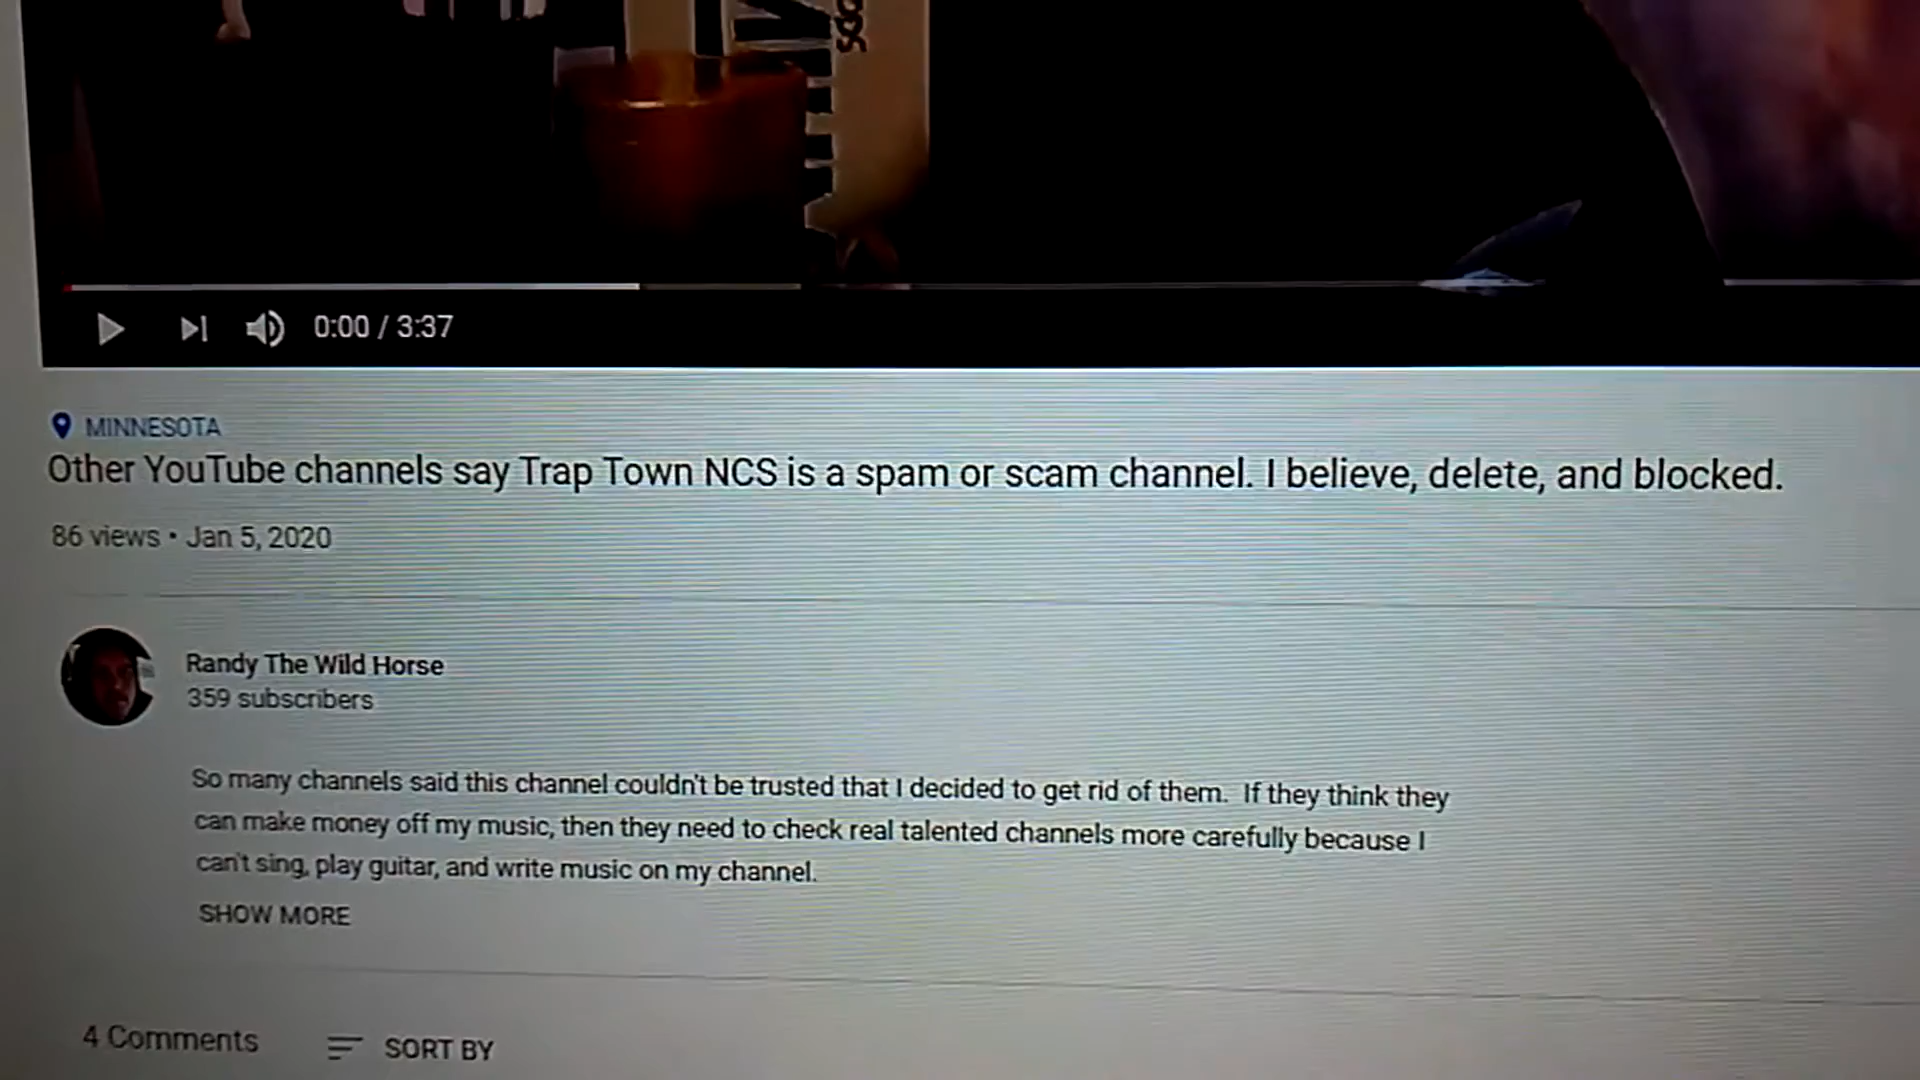 0:00 / 3:37
MINNESOTA
Other YouTube channels say Trap Town NCS is a spam or scam channel. I believe, delete, and blocked.
86 views • Jan 5, 2020
Randy The Wild Horse
359 subscribers
So many channels said this channel couldn't be trusted that I decided to get rid of them.  If they think they
can make money off my music, then they need to check real talented channels more carefully because I
can't sing, play guitar, and write music on my channel.
SHOW MORE
4 Comments
SORT BY